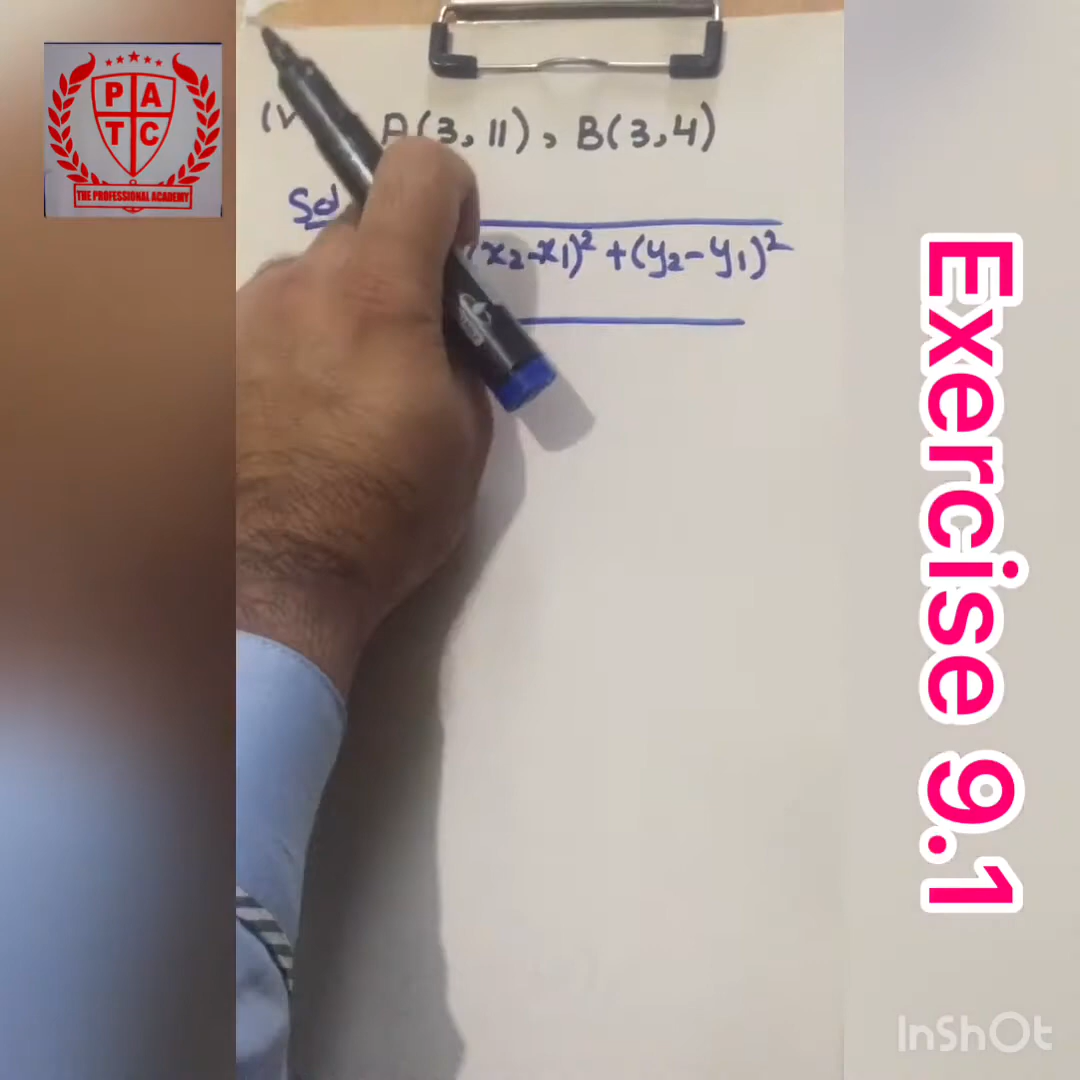 P A
T C
THE PROFESSIONAL ACADEMY
A(3, 11), B(3, 4)
Sol
(x₂-x₁)² + (y₂-y₁)²
Exercise 9.1
InShOt